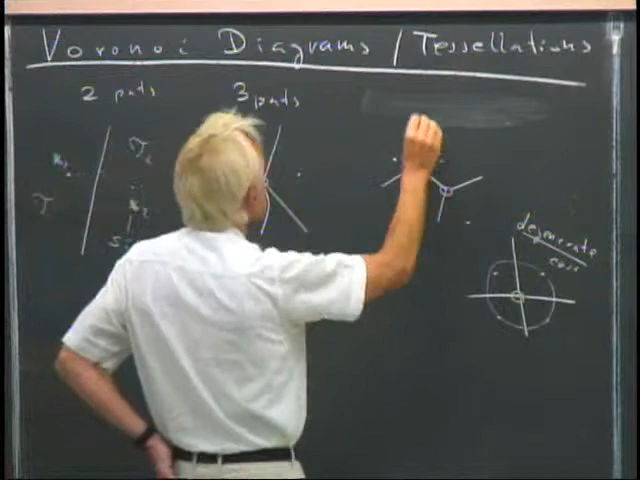 Voronoi Diagrams / Tessellations
2 pnts
3 pnts
degenerate
case